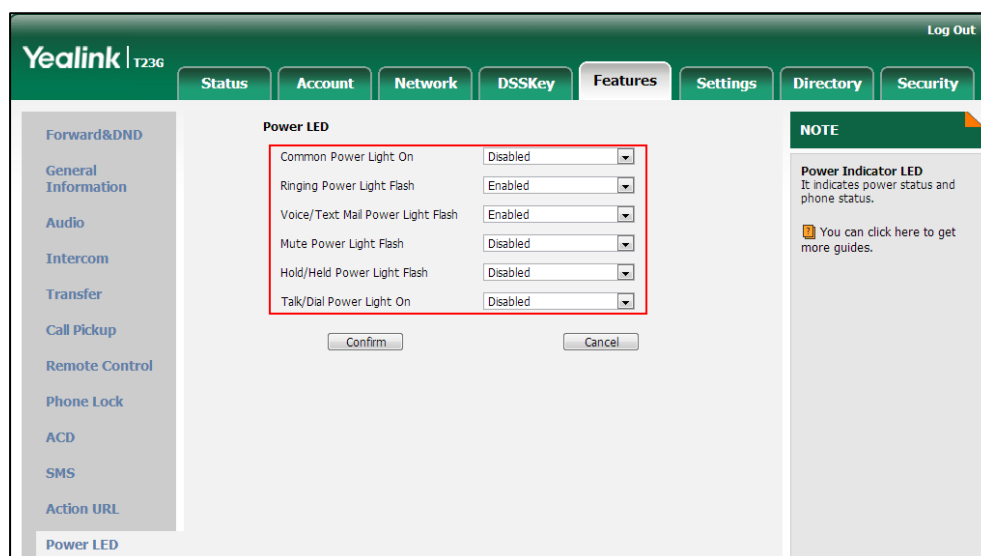 Log Out
Yealink | T23G
Status Account Network DSSKey Features Settings Directory Security
Forward&DND
General
Information
Audio
Intercom
Transfer
Call Pickup
Remote Control
Phone Lock
ACD
SMS
Action URL
Power LED
Power LED
Common Power Light On Disabled
Ringing Power Light Flash Enabled
Voice/Text Mail Power Light Flash Enabled
Mute Power Light Flash Disabled
Hold/Held Power Light Flash Disabled
Talk/Dial Power Light On Disabled
Confirm Cancel
NOTE
Power Indicator LED
It indicates power status and
phone status.
? You can click here to get
more guides.